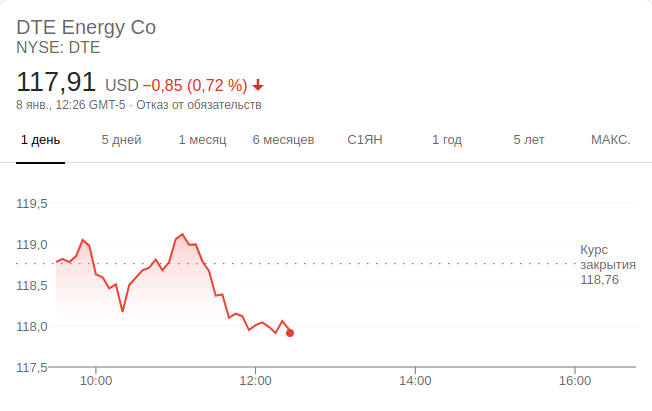 DTE Energy Co
NYSE: DTE
117,91 USD −0,85 (0,72 %)
8 янв., 12:26 GMT-5 · Отказ от обязательств
1 день 5 дней 1 месяц 6 месяцев С1ЯН 1 год 5 лет МАКС.
119,5
119,0
Курс
закрытия
118,76
118,5
118,0
117,5
10:00 12:00 14:00 16:00